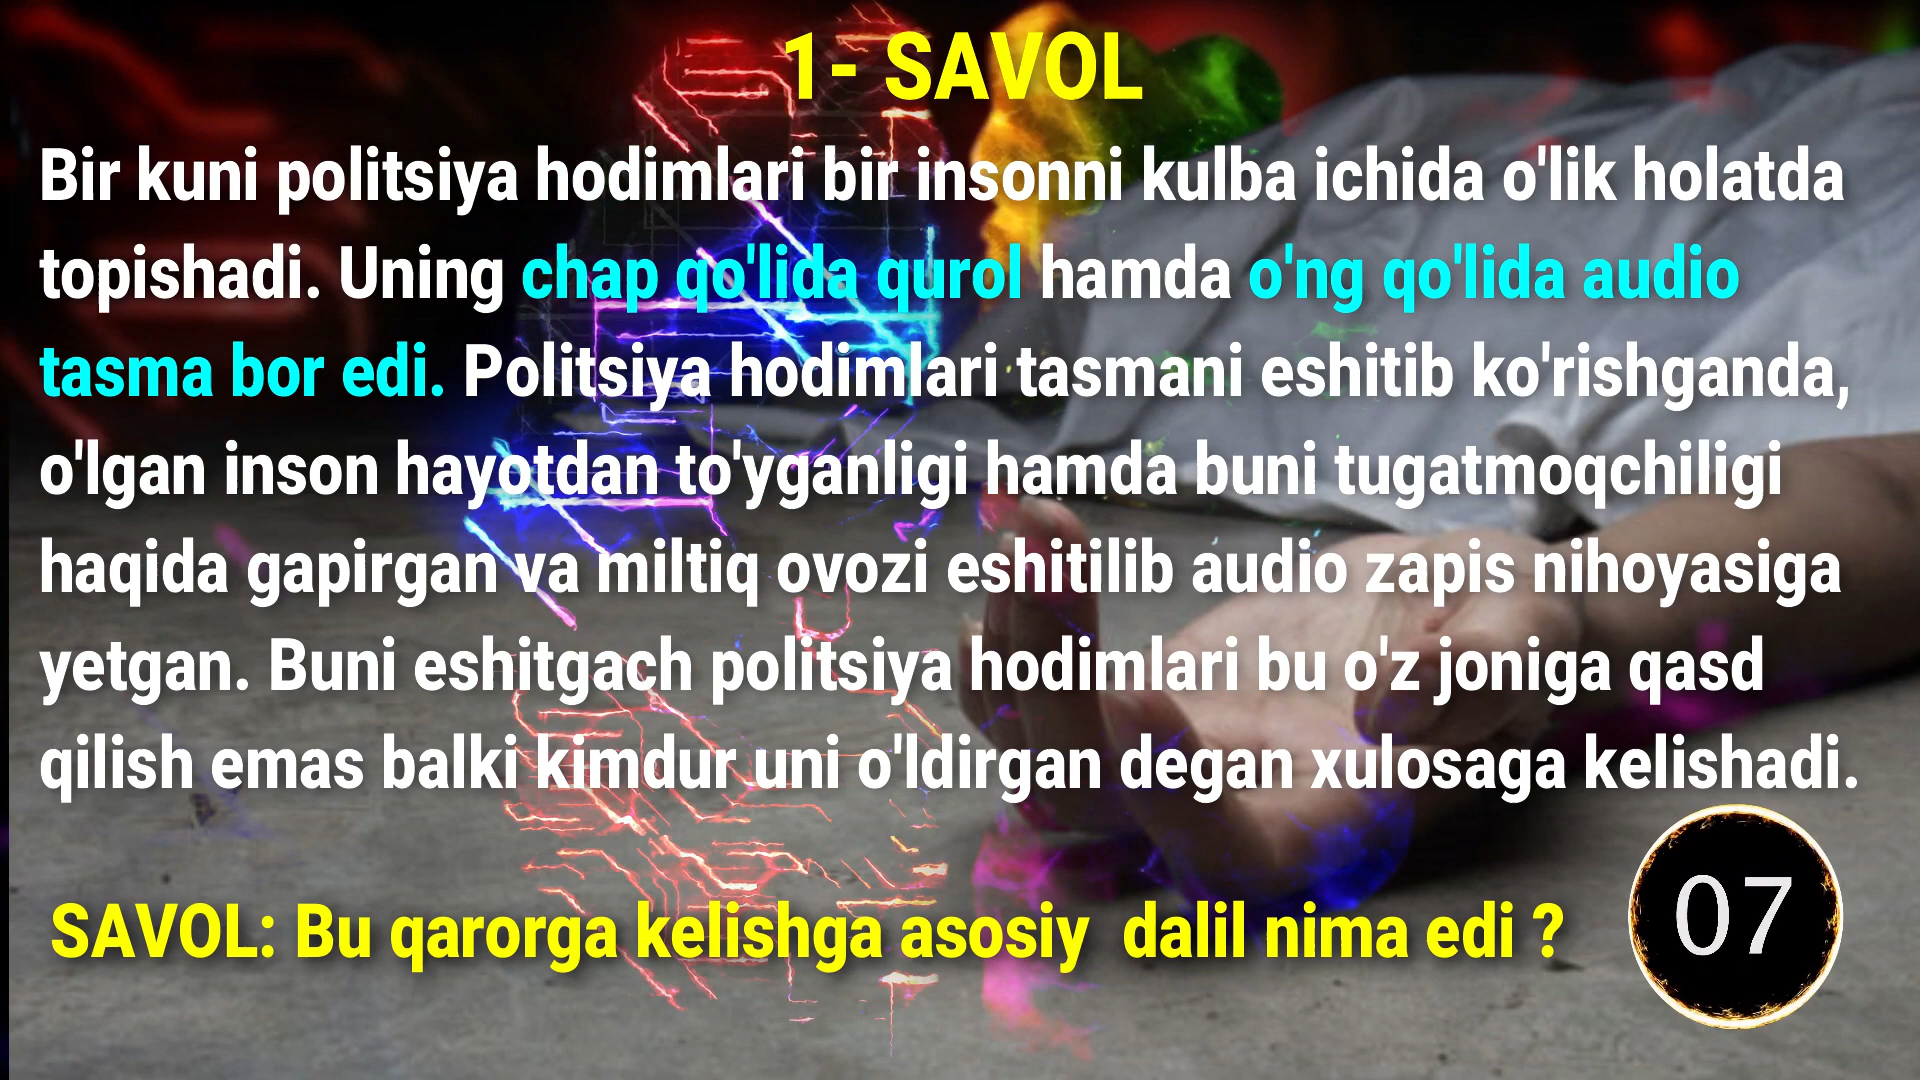 1- SAVOL
Bir kuni politsiya hodimlari bir insonni kulba ichida o'lik holatda
topishadi. Uning chap qo'lida qurol hamda o'ng qo'lida audio
tasma bor edi. Politsiya hodimlari tasmani eshitib ko'rishganda,
o'lgan inson hayotdan to'yganligi hamda buni tugatmoqchiligi
haqida gapirgan va miltiq ovozi eshitilib audio zapis nihoyasiga
yetgan. Buni eshitgach politsiya hodimlari bu o'z joniga qasd
qilish emas balki kimdur uni o'ldirgan degan xulosaga kelishadi.
SAVOL: Bu qarorga kelishga asosiy  dalil nima edi ?
07